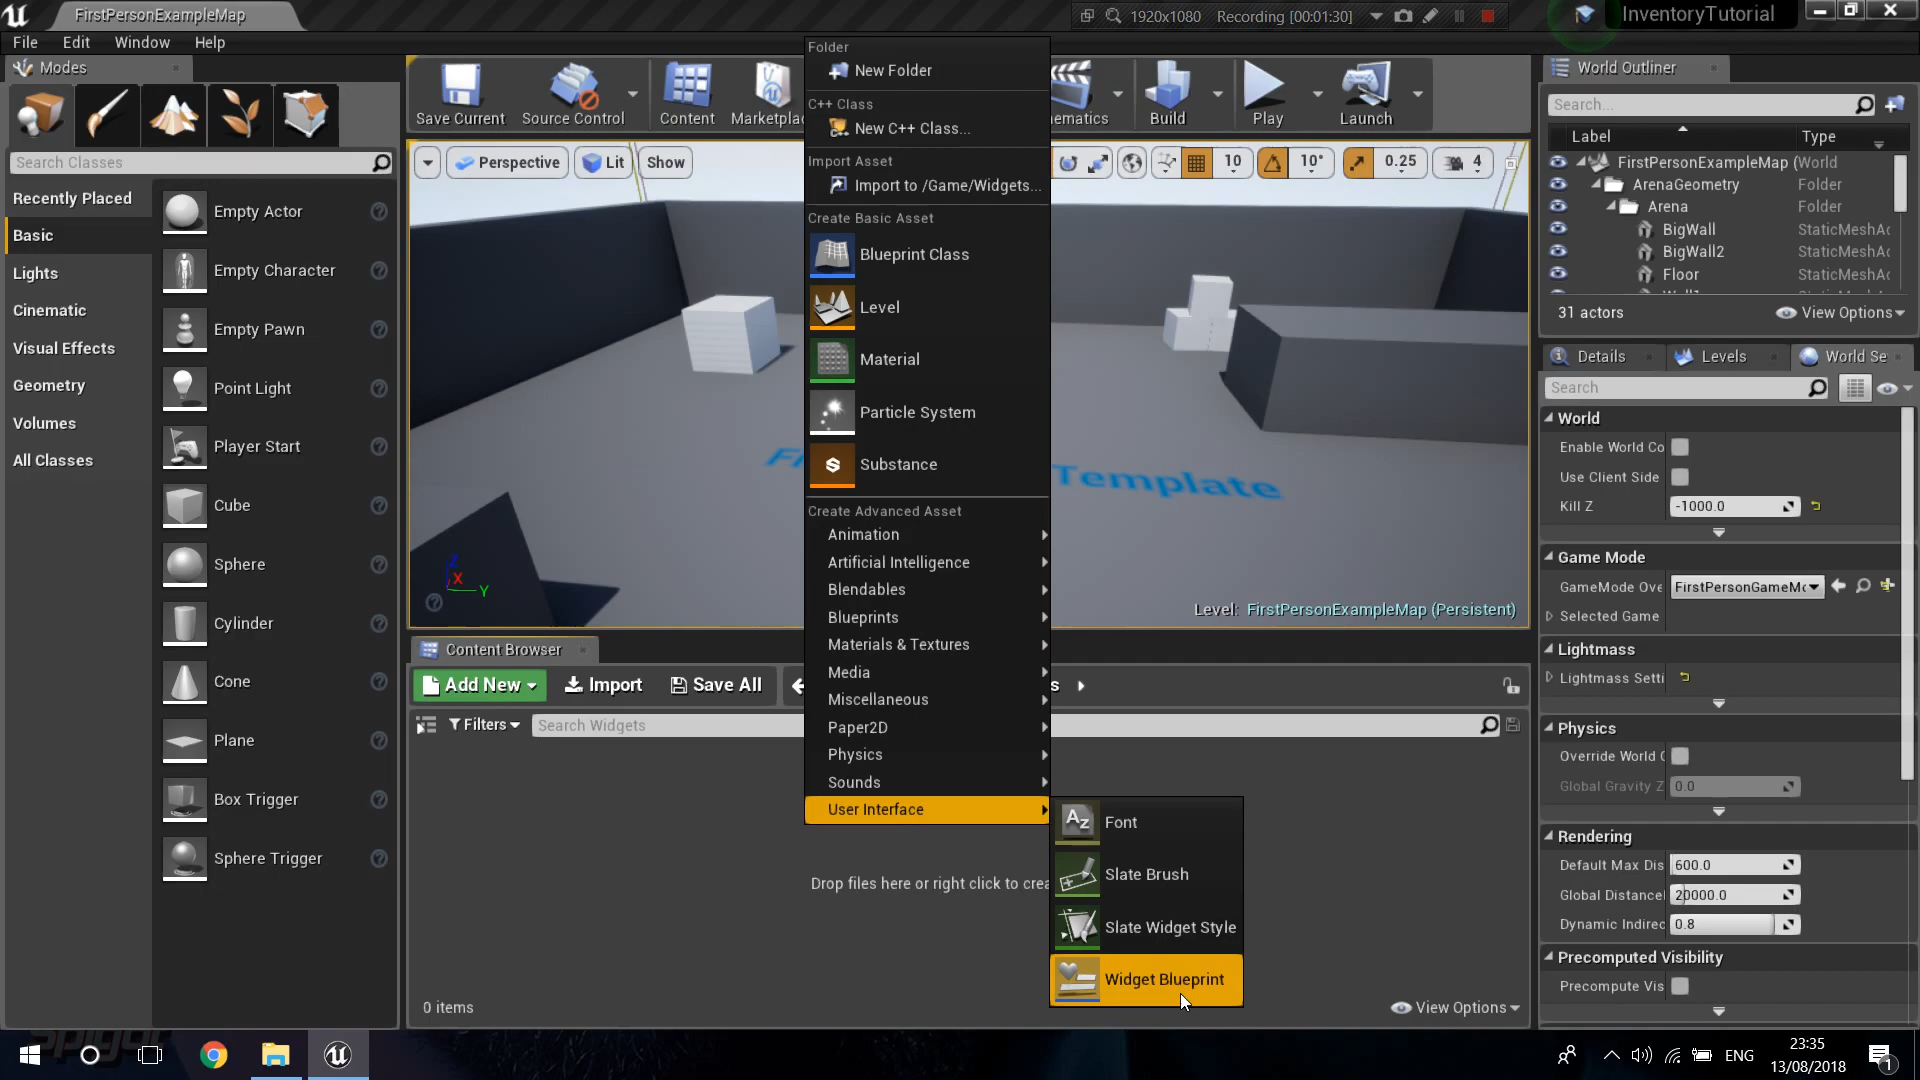 FirstPersonExampleMap
1920x1080 Recording [00:01:30]
InventoryTutorial
File Edit Window Help
Modes
Search Classes
Recently Placed
Basic
Lights
Cinematic
Visual Effects
Geometry
Volumes
All Classes
Empty Actor
Empty Character
Empty Pawn
Point Light
Player Start
Cube
Sphere
Cylinder
Cone
Plane
Box Trigger
Sphere Trigger
Save Current
Source Control
Content
Marketplac
ematics
Build
Play
Launch
Perspective
Lit
Show
10
10°
0.25
4
Folder
New Folder
C++ Class
New C++ Class...
Import Asset
Import to /Game/Widgets...
Create Basic Asset
Blueprint Class
Level
Material
Particle System
Substance
Create Advanced Asset
Animation
Artificial Intelligence
Blendables
Blueprints
Materials & Textures
Media
Miscellaneous
Paper2D
Physics
Sounds
User Interface
Font
Slate Brush
Slate Widget Style
Widget Blueprint
Template
Z
X
Y
Level: FirstPersonExampleMap (Persistent)
Content Browser
Add New
Import
Save All
s
Filters
Search Widgets
Drop files here or right click to crea
0 items
View Options
World Outliner
Search...
Label Type
FirstPersonExampleMap ( World
ArenaGeometry Folder
Arena Folder
BigWall StaticMeshAc
BigWall2 StaticMeshAc
Floor StaticMeshAc
31 actors
View Options
Details
Levels
World Se
Search
World
Enable World Co
Use Client Side
Kill Z -1000.0
Game Mode
GameMode Ove FirstPersonGameMo
Selected Game
Lightmass
Lightmass Setti
Physics
Override World G
Global Gravity Z 0.0
Rendering
Default Max Dis 600.0
Global Distance 20000.0
Dynamic Indirec 0.8
Precomputed Visibility
Precompute Vis
ENG
23:35
13/08/2018
1